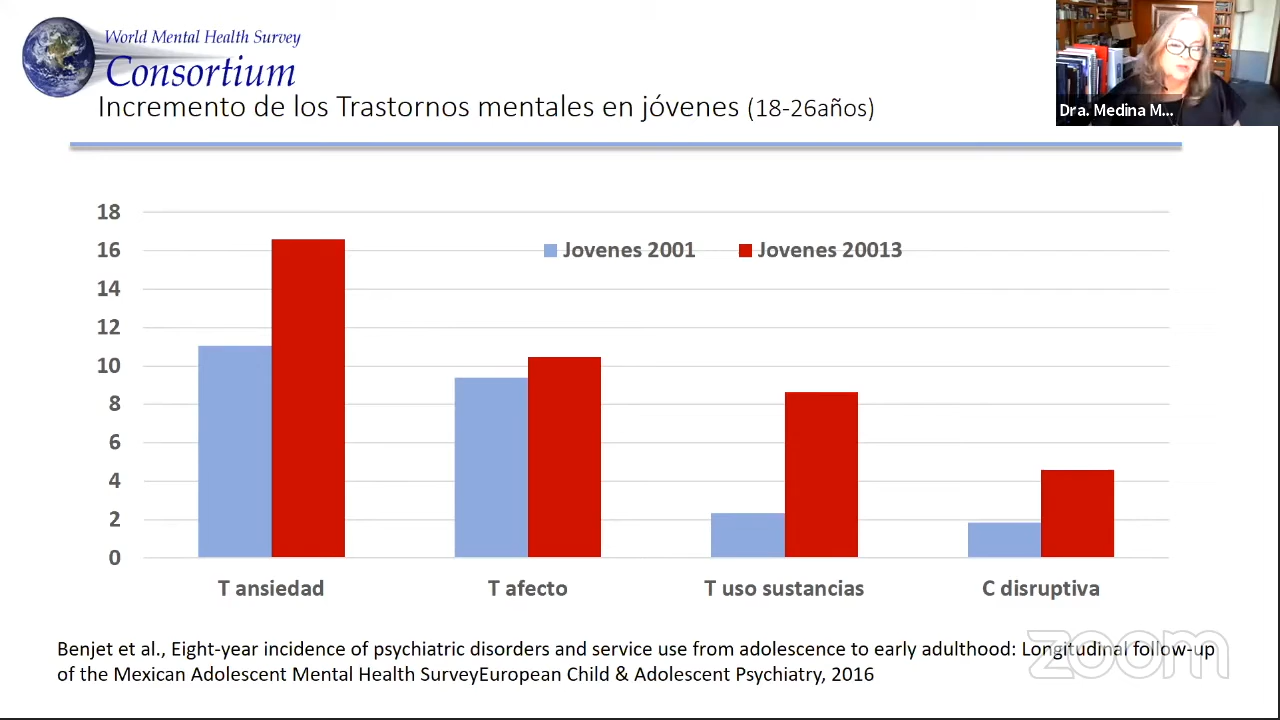 World Mental Health Survey
Consortium
Incremento de los Trastornos mentales en jóvenes (18-26años)
Dra. Medina M...
18
16
14
12
10
8
6
4
2
0
Jovenes 2001
Jovenes 20013
T ansiedad
T afecto
T uso sustancias
C disruptiva
Benjet et al., Eight-year incidence of psychiatric disorders and service use from adolescence to early adulthood: Longitudinal follow-up
of the Mexican Adolescent Mental Health SurveyEuropean Child & Adolescent Psychiatry, 2016
zoom